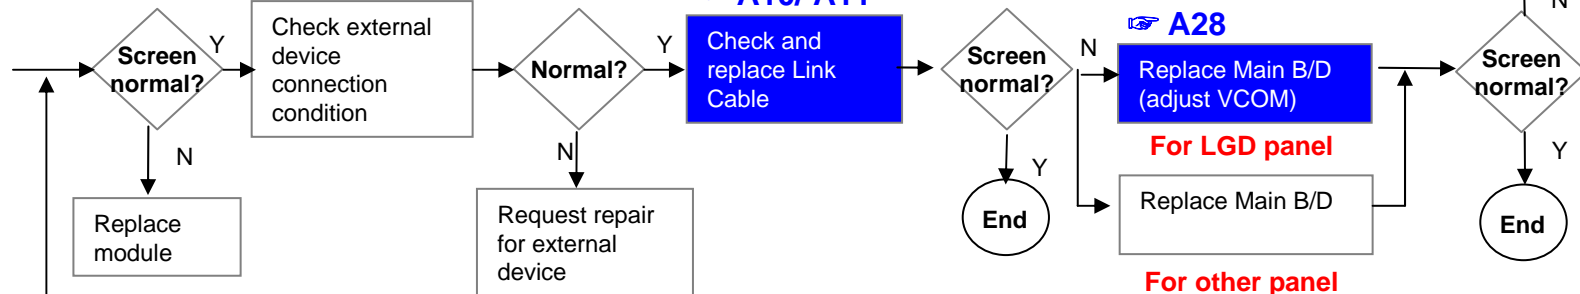 Screen
normal?
Y
N
Replace
module
Check external
device
connection
condition
Normal?
Y
N
Request repair
for external
device
Check and
replace Link
Cable
Screen
normal?
N
Y
End
☞ A28
Replace Main B/D
(adjust VCOM)
For LGD panel
Replace Main B/D
For other panel
N
Screen
normal?
Y
End